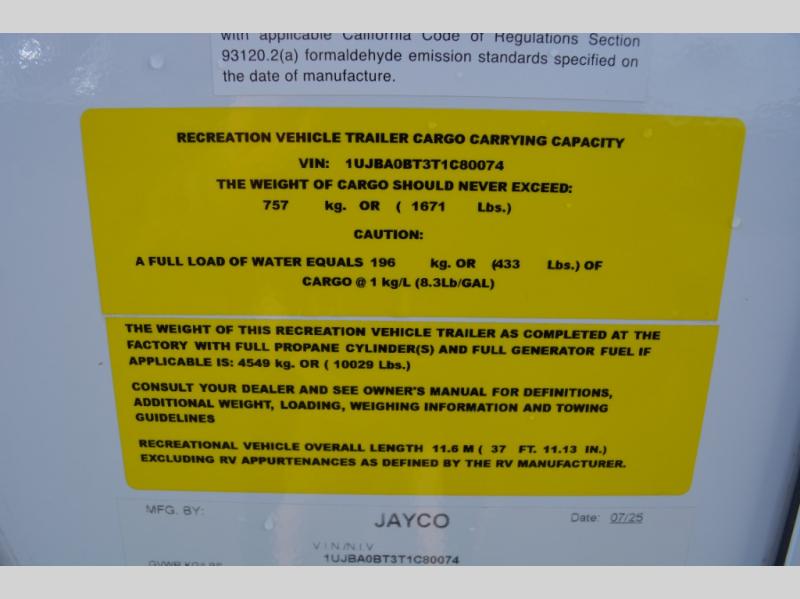 with applicable California Code of Regulations Section
93120.2(a) formaldehyde emission standards specified on
the date of manufacture.
RECREATION VEHICLE TRAILER CARGO CARRYING CAPACITY
VIN: 1UJBA0BT3T1C80074
THE WEIGHT OF CARGO SHOULD NEVER EXCEED:
757 kg. OR ( 1671 Lbs.)
CAUTION:
A FULL LOAD OF WATER EQUALS 196 kg. OR (433 Lbs.) OF
CARGO @ 1 kg/L (8.3Lb/GAL)
THE WEIGHT OF THIS RECREATION VEHICLE TRAILER AS COMPLETED AT THE
FACTORY WITH FULL PROPANE CYLINDER(S) AND FULL GENERATOR FUEL IF
APPLICABLE IS: 4549 kg. OR ( 10029 Lbs.)
CONSULT YOUR DEALER AND SEE OWNER'S MANUAL FOR DEFINITIONS,
ADDITIONAL WEIGHT, LOADING, WEIGHING INFORMATION AND TOWING
GUIDELINES
RECREATIONAL VEHICLE OVERALL LENGTH 11.6 M ( 37 FT. 11.13 IN.)
EXCLUDING RV APPURTENANCES AS DEFINED BY THE RV MANUFACTURER.
MFG. BY: JAYCO Date: 07/25
V I N /N I V
1UJBA0BT3T1C80074